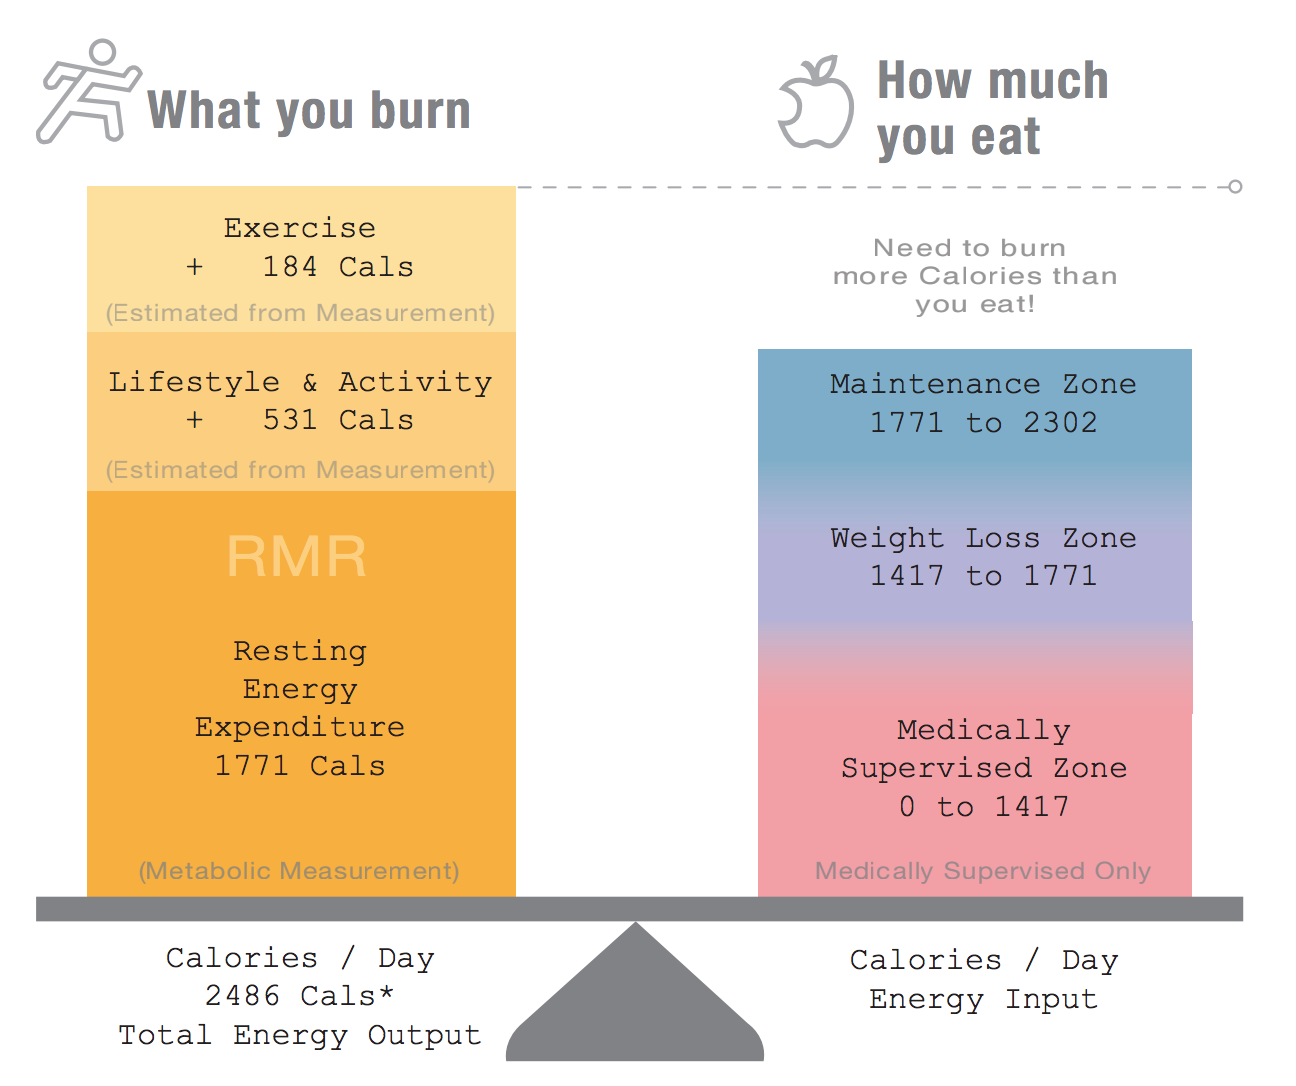 What you burn
Exercise
+ 184 Cals
(Estimated from Measurement)
Lifestyle & Activity
+ 531 Cals
(Estimated from Measurement)
RMR
Resting
Energy
Expenditure
1771 Cals
(Metabolic Measurement)
Calories / Day
2486 Cals*
Total Energy Output
How much
you eat
Need to burn
more Calories than
you eat!
Maintenance Zone
1771 to 2302
Weight Loss Zone
1417 to 1771
Medically
Supervised Zone
0 to 1417
Medically Supervised Only
Calories / Day
Energy Input